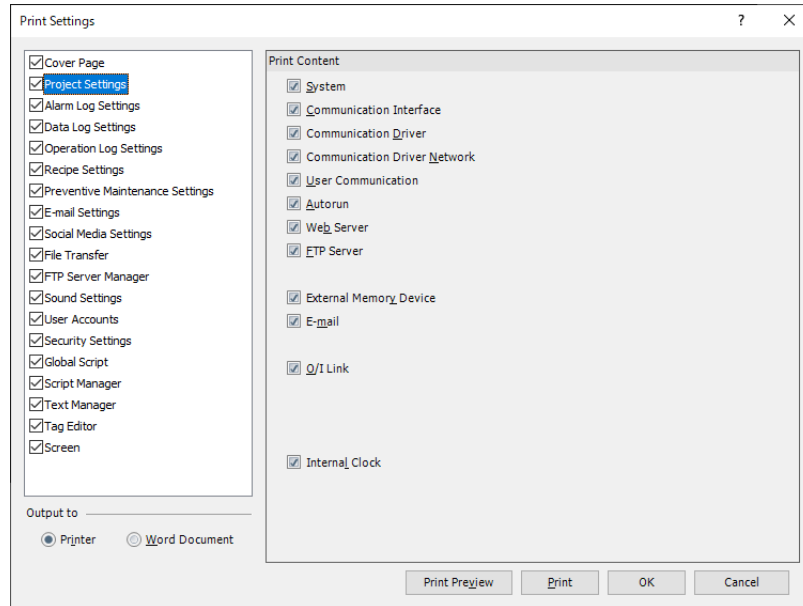 Print Settings
?
Cover Page
Project Settings
Alarm Log Settings
Data Log Settings
Operation Log Settings
Recipe Settings
Preventive Maintenance Settings
E-mail Settings
Social Media Settings
File Transfer
FTP Server Manager
Sound Settings
User Accounts
Security Settings
Global Script
Script Manager
Text Manager
Tag Editor
Screen
Output to
Printer
Word Document
Print Content
System
Communication Interface
Communication Driver
Communication Driver Network
User Communication
Autorun
Web Server
FTP Server
External Memory Device
E-mail
O/I Link
Internal Clock
Print Preview
Print
OK
Cancel